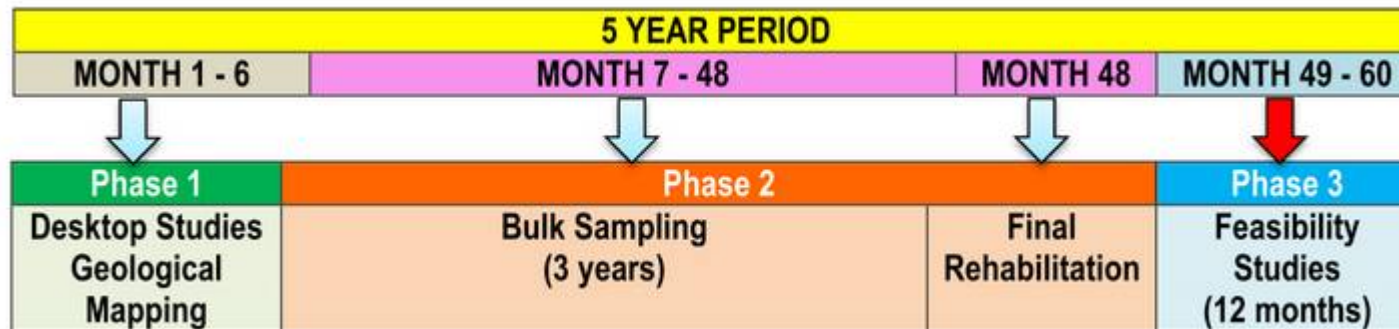 5 YEAR PERIOD
MONTH 1 - 6
MONTH 7 - 48
MONTH 48
MONTH 49 - 60
Phase 1
Phase 2
Phase 3
Desktop Studies
Geological
Mapping
Bulk Sampling
(3 years)
Final
Rehabilitation
Feasibility
Studies
(12 months)